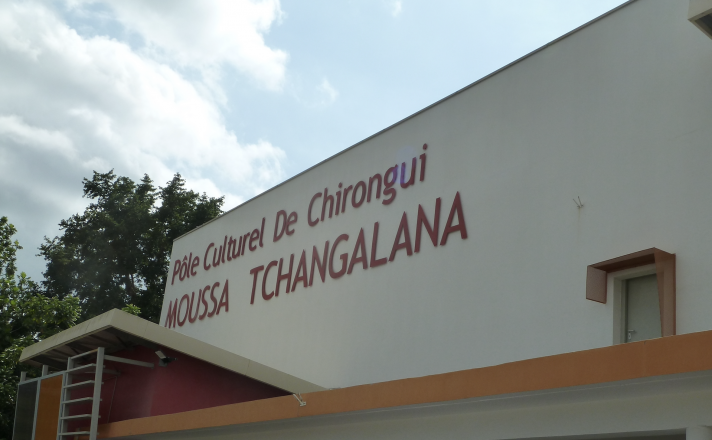 Pôle Culturel De Chirongui
MOUSSA TCHANGALANA